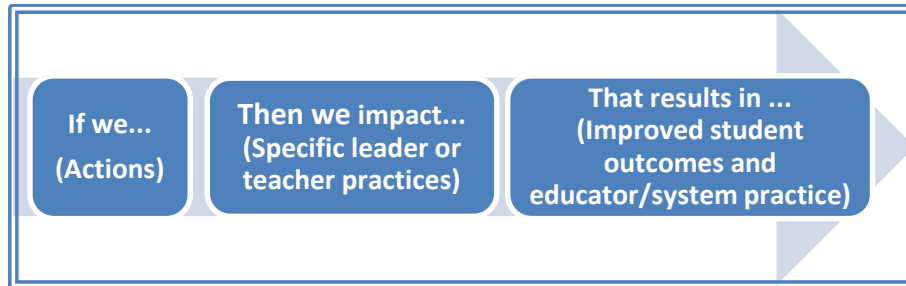 If we...
(Actions)
Then we impact...
(Specific leader or
teacher practices)
That results in ...
(Improved student
outcomes and
educator/system practice)